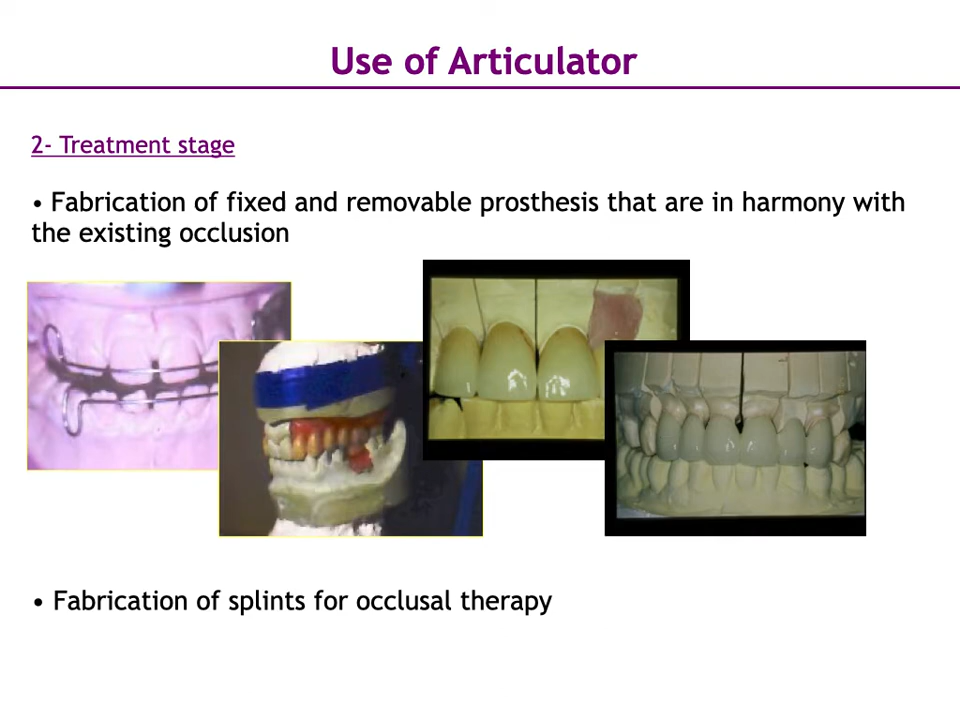 Use of Articulator
2- Treatment stage
• Fabrication of fixed and removable prosthesis that are in harmony with
the existing occlusion
• Fabrication of splints for occlusal therapy